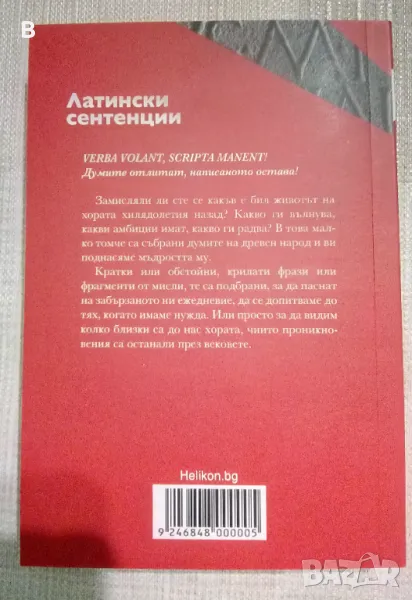 B
Латински
сентенции
VERBA VOLANT, SCRIPTA MANENT!
Думите отлитат, написаното остава!
Замисляли ли сте се какъв е бил животът на
хората хилядолетия назад? Какво ги вълнува,
какви амбиции имат, какво ги радва? В това мал-
ко томче са събрани думите на древен народ и ви
поднасяме мъдростта му.
Кратки или обстойни, крилати фрази или
фрагменти от мисли, те са подбрани, за да паснат
на забързаното ни ежедневие, да се допитваме до
тях, когато имаме нужда. Или просто за да видим
колко близки са до нас хората, чиито проникно-
вения са останали през вековете.
Helikon.bg
9 246848 000005
bazar